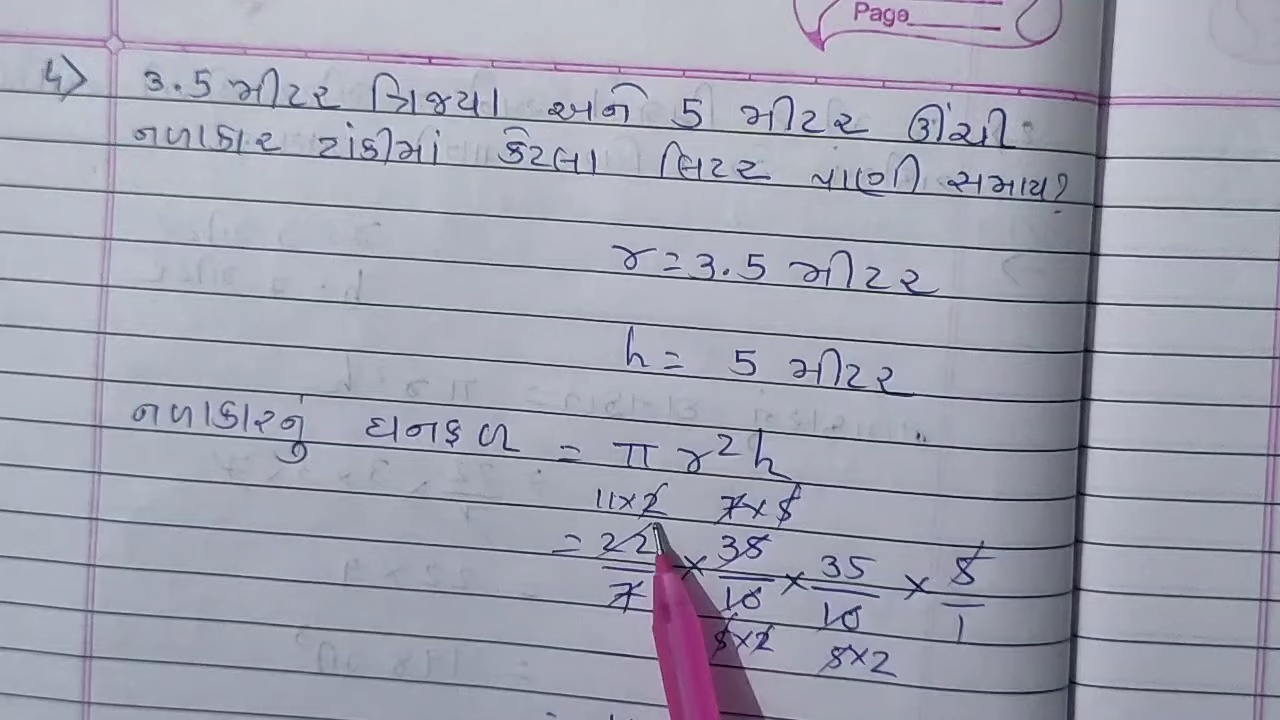 Page
4> 3.5 મીટર ત્રિજ્યા અને 5 મીટર ઊંચી
નળાકાર ટાંકીમાં કેટલા લિટર પાણી સમાય?
r = 3.5 મીટર
h = 5 મીટર
નળાકારનું ઘનફળ = π r² h
11×2 7×5
= 22/7 × 35/10 × 35/10 × 5/1
5×2 5×2